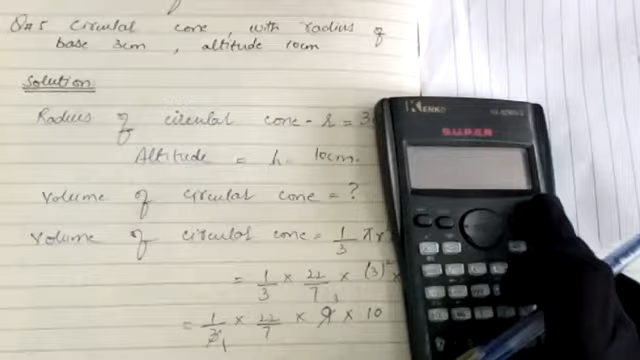 Q no 5 circular cone, with radius of
base 3cm, altitude 10cm
Solution:
Radius of circular cone - r = 3
Altitude = h 10cm.
Volume of circular cone = ?
Volume of circular cone = 1/3 π r
= 1/3 × 22/7 × (3)² ×
= 1/3 × 22/7 × 9 × 10
KENKO
SUPER